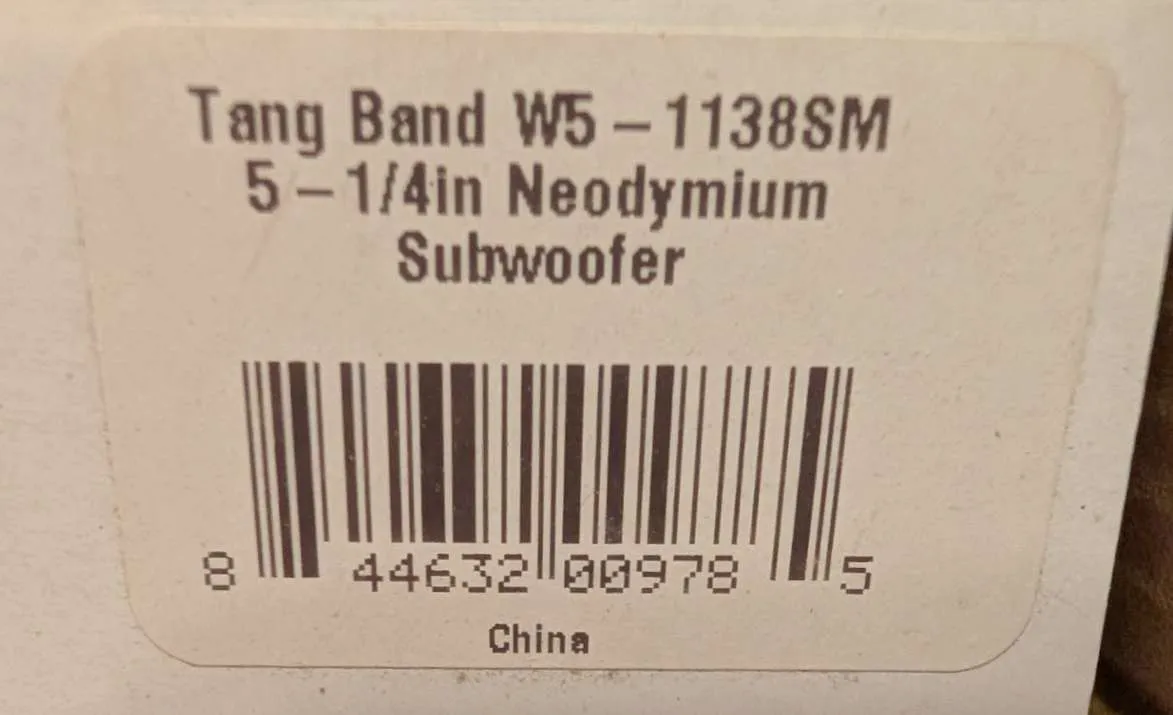 Tang Band W5-1138SM
5-1/4in Neodymium
Subwoofer
8 44632 00978 5
China